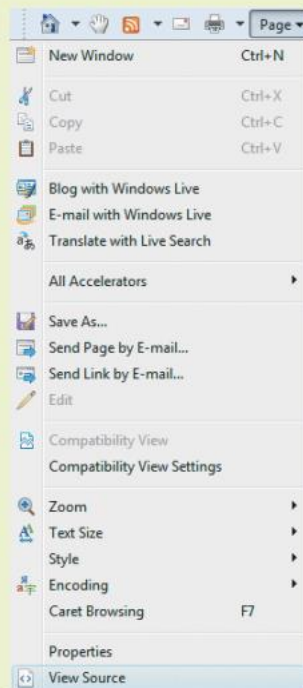 Page
New Window Ctrl+N
Cut Ctrl+X
Copy Ctrl+C
Paste Ctrl+V
Blog with Windows Live
E-mail with Windows Live
Translate with Live Search
All Accelerators
Save As...
Send Page by E-mail...
Send Link by E-mail...
Edit
Compatibility View
Compatibility View Settings
Zoom
Text Size
Style
Encoding
Caret Browsing F7
Properties
View Source